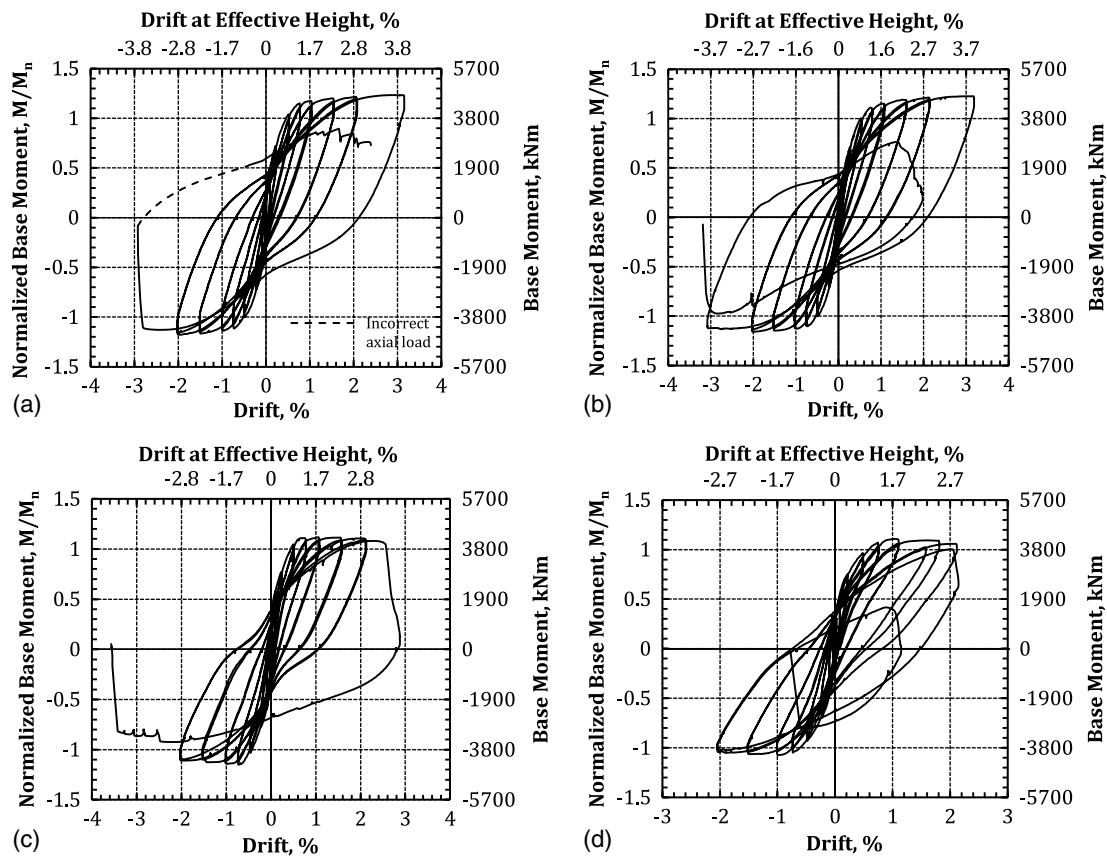 Drift at Effective Height, %
-3.8 -2.8 -1.7 0 1.7 2.8 3.8
1.5
1
0.5
0
-0.5
-1
-1.5
Normalized Base Moment, M/Mn
5700
3800
1900
0
-1900
-3800
-5700
Base Moment, kNm
Incorrect
axial load
-4 -3 -2 -1 0 1 2 3 4
Drift, %
(a)
Drift at Effective Height, %
-3.7 -2.7 -1.6 0 1.6 2.7 3.7
1.5
1
0.5
0
-0.5
-1
-1.5
Normalized Base Moment, M/Mn
5700
3800
1900
0
-1900
-3800
-5700
Base Moment, kNm
-4 -3 -2 -1 0 1 2 3 4
Drift, %
(b)
Drift at Effective Height, %
-2.8 -1.7 0 1.7 2.8
1.5
1
0.5
0
-0.5
-1
-1.5
Normalized Base Moment, M/Mn
5700
3800
1900
0
-1900
-3800
-5700
Base Moment, kNm
-4 -3 -2 -1 0 1 2 3 4
Drift, %
(c)
Drift at Effective Height, %
-2.7 -1.7 0 1.7 2.7
1.5
1
0.5
0
-0.5
-1
-1.5
Normalized Base Moment, M/Mn
5700
3800
1900
0
-1900
-3800
-5700
Base Moment, kNm
-3 -2 -1 0 1 2 3
Drift, %
(d)